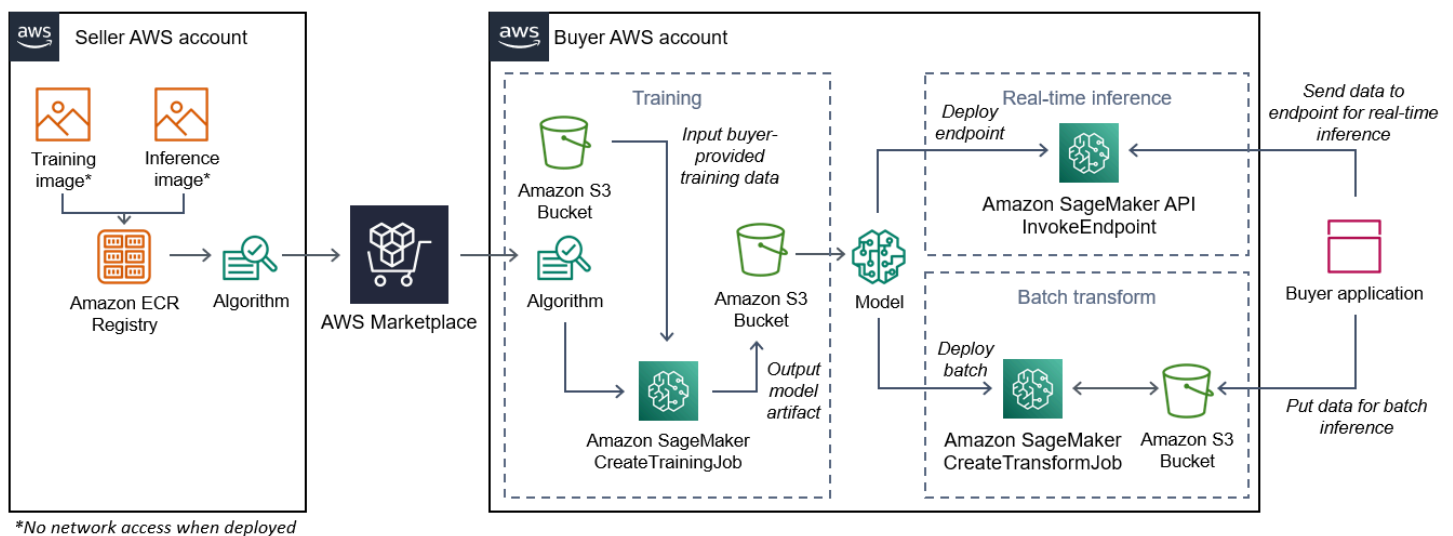 aws
Seller AWS account
Training
image*
Inference
image*
Amazon ECR
Registry
Algorithm
*No network access when deployed
AWS Marketplace
aws
Buyer AWS account
Training
Amazon S3
Bucket
Input buyer-
provided
training data
Algorithm
Amazon S3
Bucket
Output
model
artifact
Amazon SageMaker
CreateTrainingJob
Model
Real-time inference
Deploy
endpoint
Amazon SageMaker API
InvokeEndpoint
Batch transform
Deploy
batch
Amazon SageMaker
CreateTransformJob
Amazon S3
Bucket
Send data to
endpoint for real-time
inference
Buyer application
Put data for batch
inference